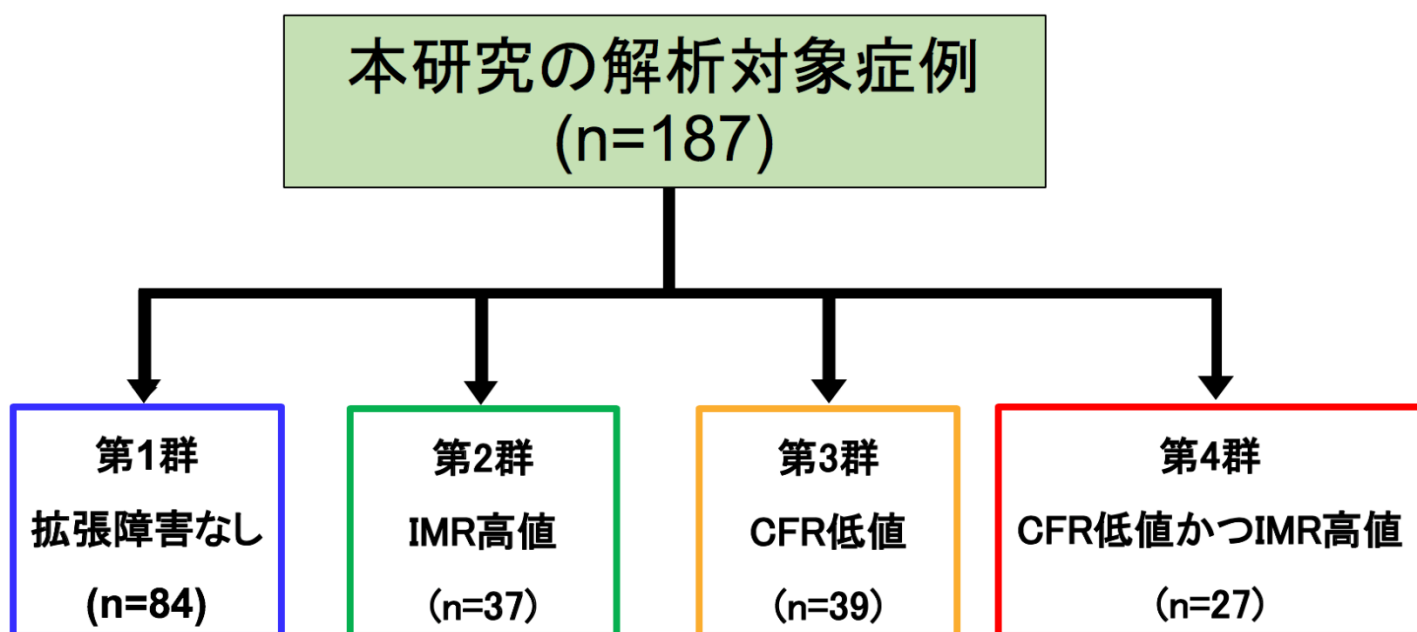 本研究の解析対象症例
(n=187)
第1群
拡張障害なし
(n=84)
第2群
IMR高値
(n=37)
第3群
CFR低値
(n=39)
第4群
CFR低値かつIMR高値
(n=27)